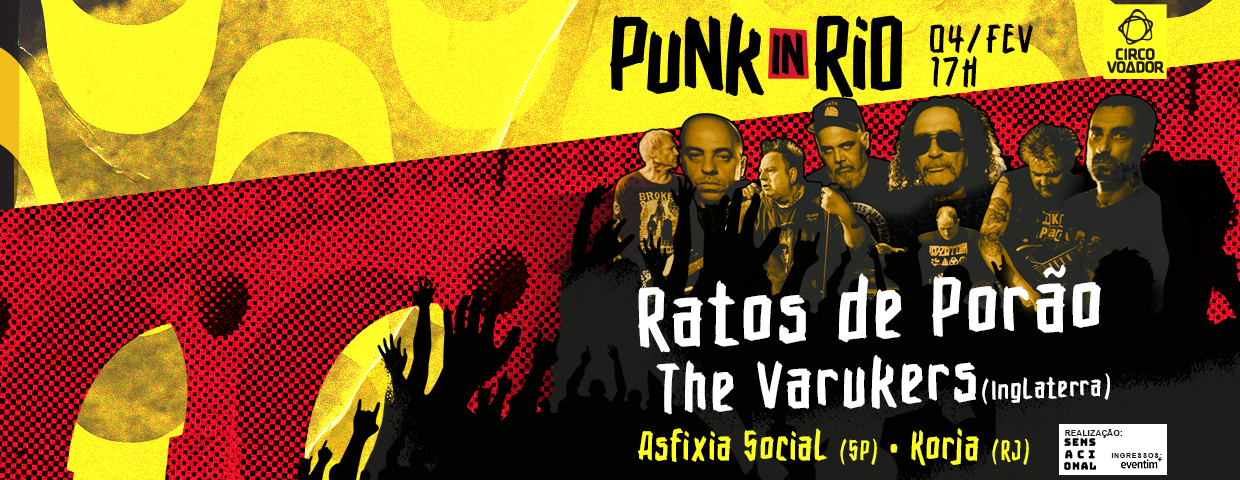 PUNK IN RIO
04/FEV
17H
CIRCO
VOADOR
BROKE
Ratos de Porão
The Varukers (Inglaterra)
Asfixia Social (SP) • Korja (RJ)
REALIZAÇÃO:
SENS
ACI
ONAL
INGRESSOS:
eventim